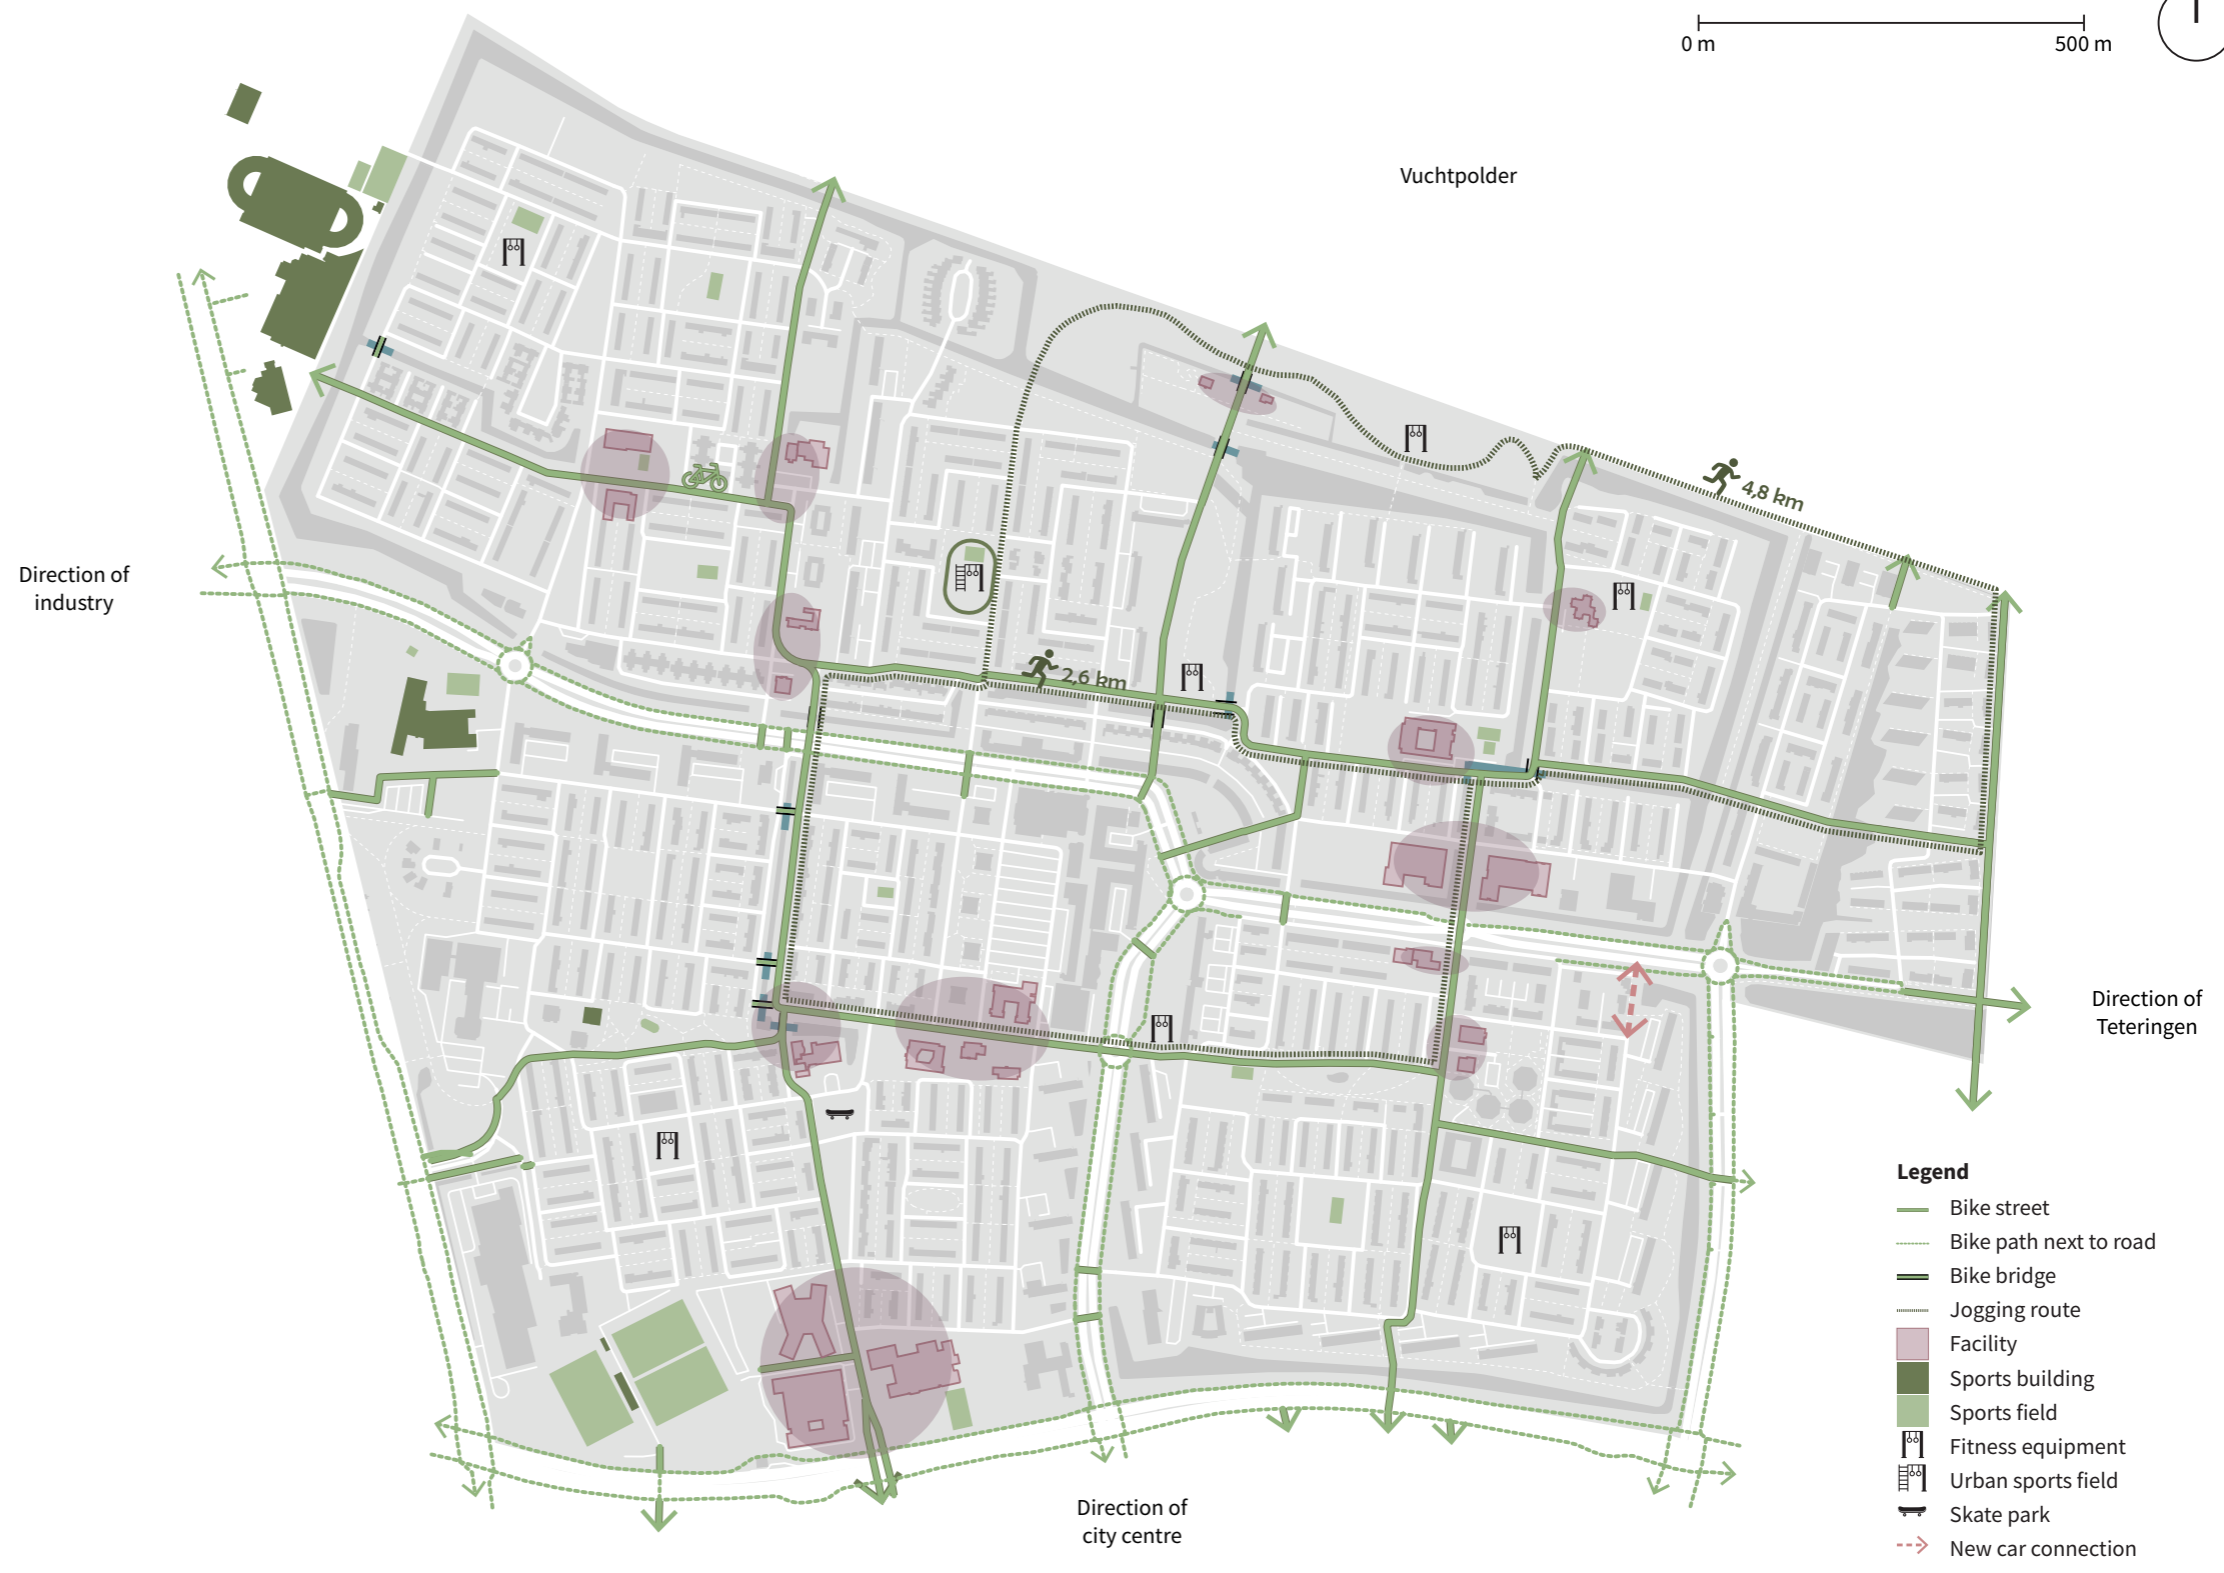 0 m 500 m
Vuchtpolder
4,8 km
Direction of
industry
2,6 km
Direction of
Teteringen
Direction of
city centre
Legend
Bike street
Bike path next to road
Bike bridge
Jogging route
Facility
Sports building
Sports field
Fitness equipment
Urban sports field
Skate park
New car connection